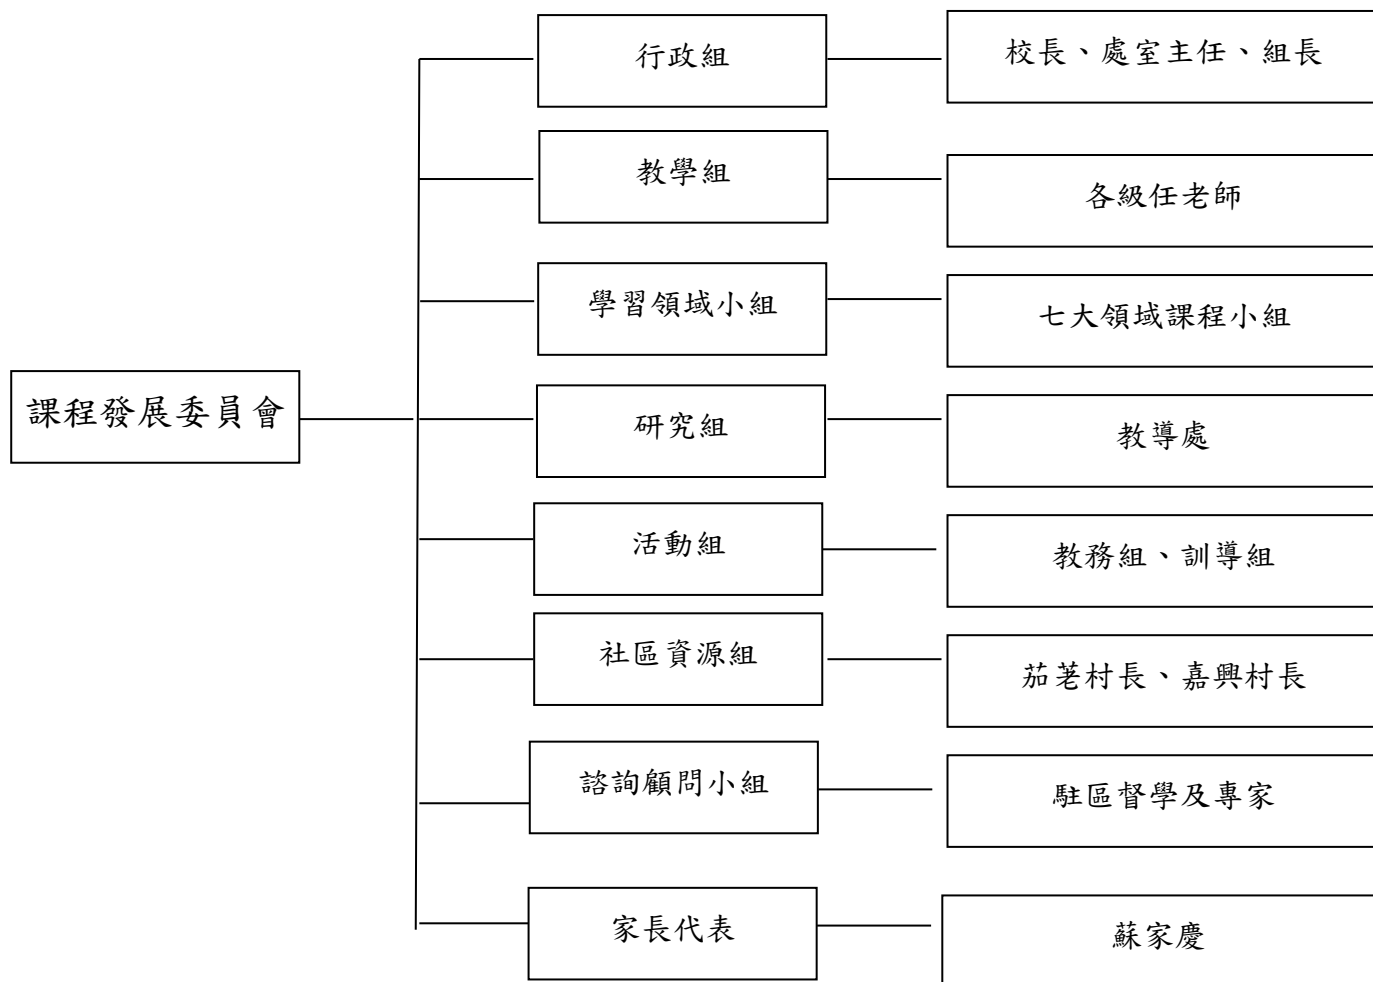 行政組
校長、處室主任、組長
教學組
各級任老師
學習領域小組
七大領域課程小組
課程發展委員會
研究組
教導處
活動組
教務組、訓導組
社區資源組
茄荖村長、嘉興村長
諮詢顧問小組
駐區督學及專家
家長代表
蘇家慶